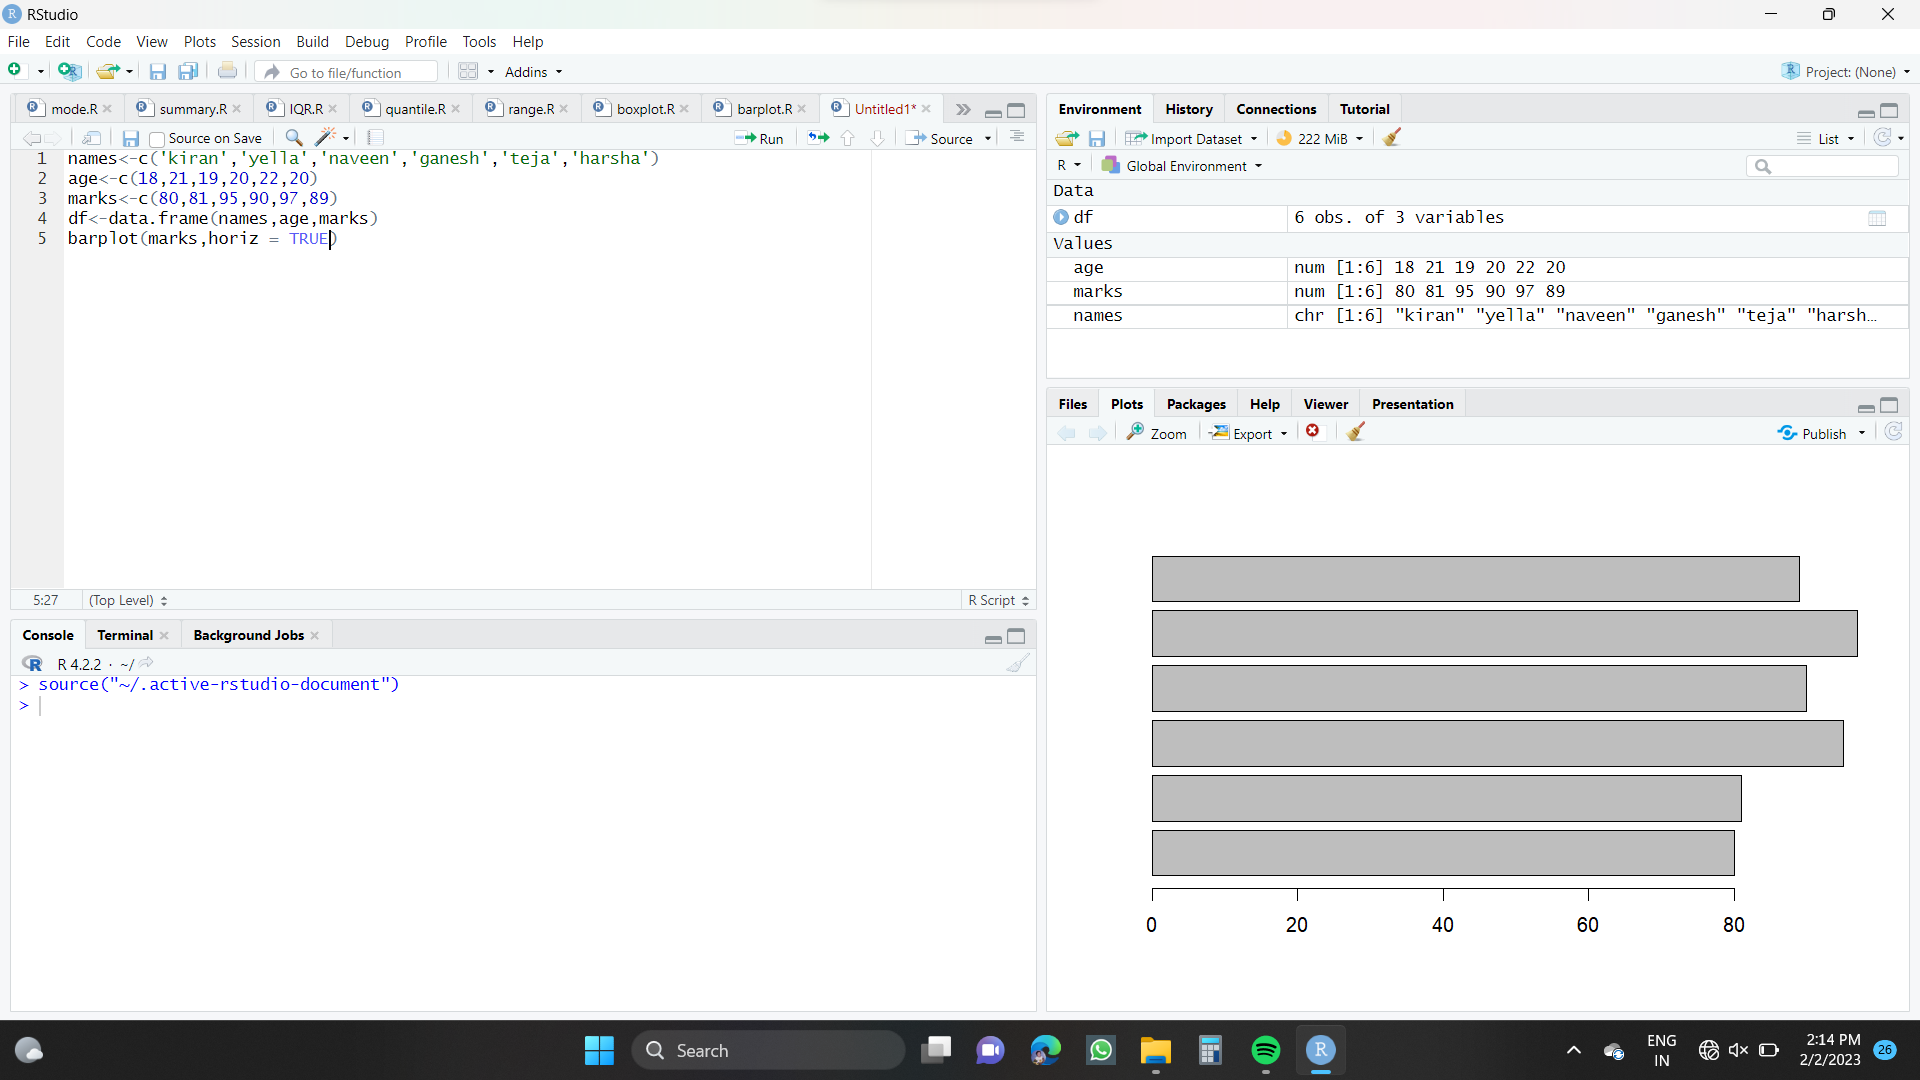 RStudio
File Edit Code View Plots Session Build Debug Profile Tools Help
Go to file/function Addins Project: (None)
mode.R summary.R IQR.R quantile.R range.R boxplot.R barplot.R Untitled1*
Source on Save Run Source
1 names<-c('kiran','yella','naveen','ganesh','teja','harsha')
2 age<-c(18,21,19,20,22,20)
3 marks<-c(80,81,95,90,97,89)
4 df<-data.frame(names,age,marks)
5 barplot(marks,horiz = TRUE)
5:27 (Top Level) R Script
Console Terminal Background Jobs
R 4.2.2 · ~/
> source("~/.active-rstudio-document")
>
Environment History Connections Tutorial
Import Dataset 222 MiB List
R Global Environment
Data
df 6 obs. of 3 variables
Values
age num [1:6] 18 21 19 20 22 20
marks num [1:6] 80 81 95 90 97 89
names chr [1:6] "kiran" "yella" "naveen" "ganesh" "teja" "harsh…
Files Plots Packages Help Viewer Presentation
Zoom Export Publish
0 20 40 60 80
Search
ENG
IN
2:14 PM
2/2/2023
26